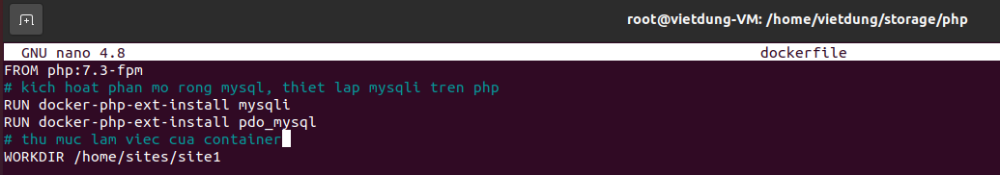 root@vietdung-VM: /home/vietdung/storage/php
GNU nano 4.8 dockerfile
FROM php:7.3-fpm
# kich hoat phan mo rong mysql, thiet lap mysqli tren php
RUN docker-php-ext-install mysqli
RUN docker-php-ext-install pdo_mysql
# thu muc lam viec cua container
WORKDIR /home/sites/site1